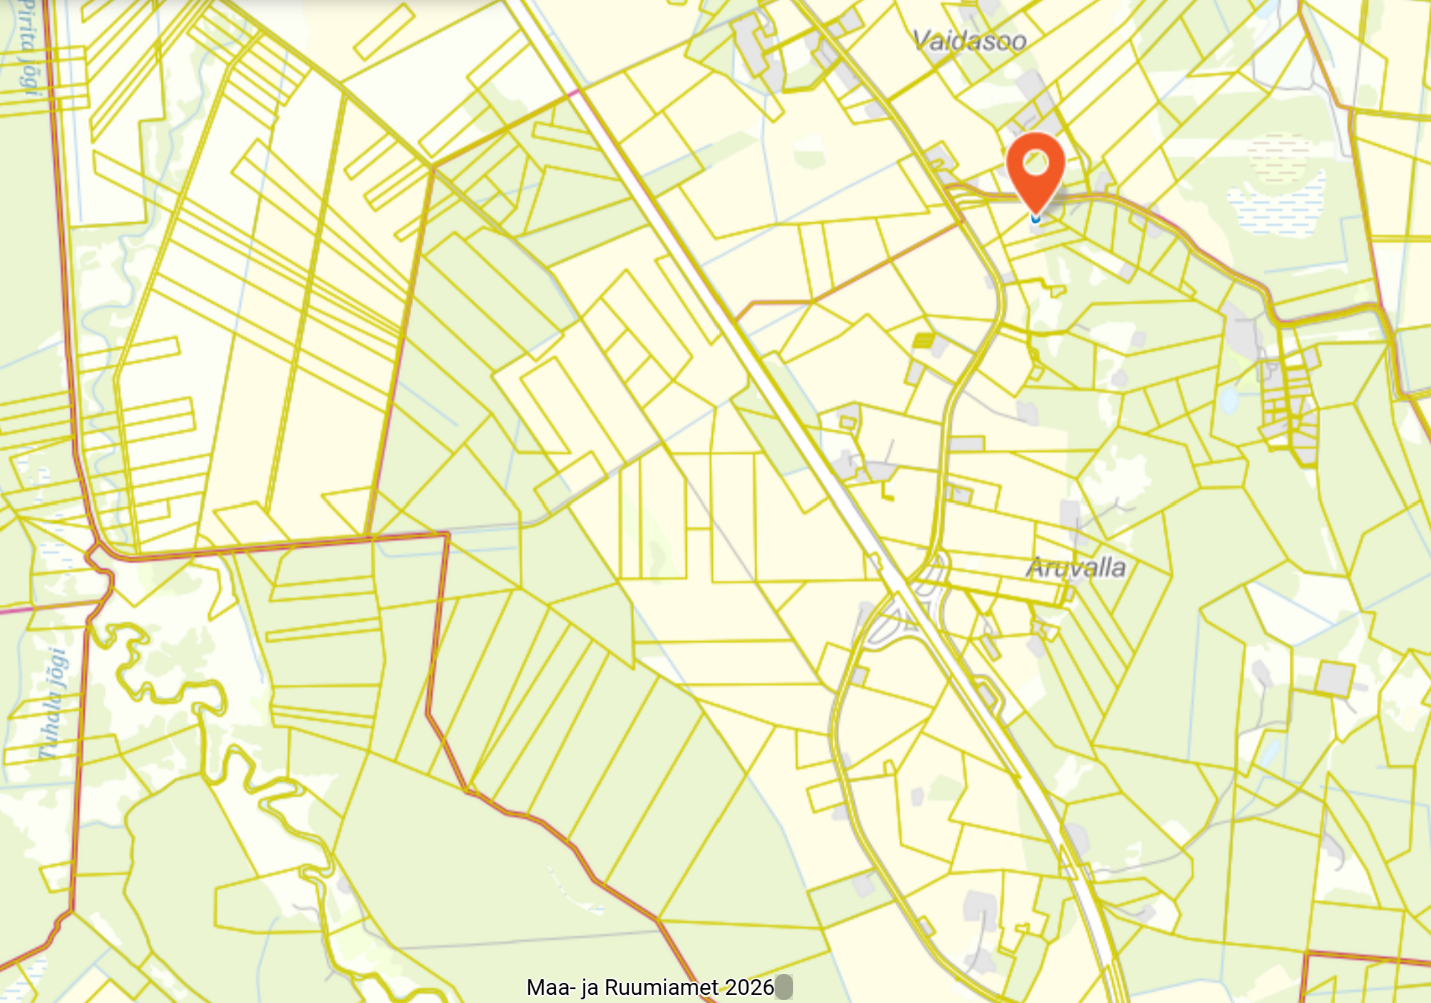 Pirita jõgi
Vaidasoo
Aruvalla
Tuhala jõgi
Maa- ja Ruumiamet 2026